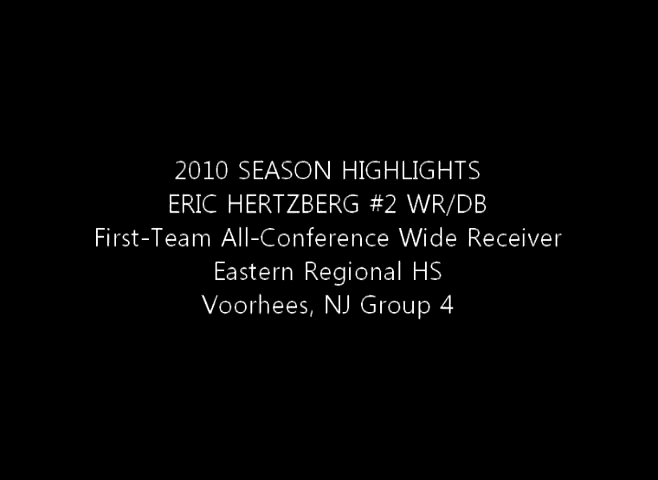 2010 SEASON HIGHLIGHTS
ERIC HERTZBERG #2 WR/DB
First-Team All-Conference Wide Receiver
Eastern Regional HS
Voorhees, NJ Group 4